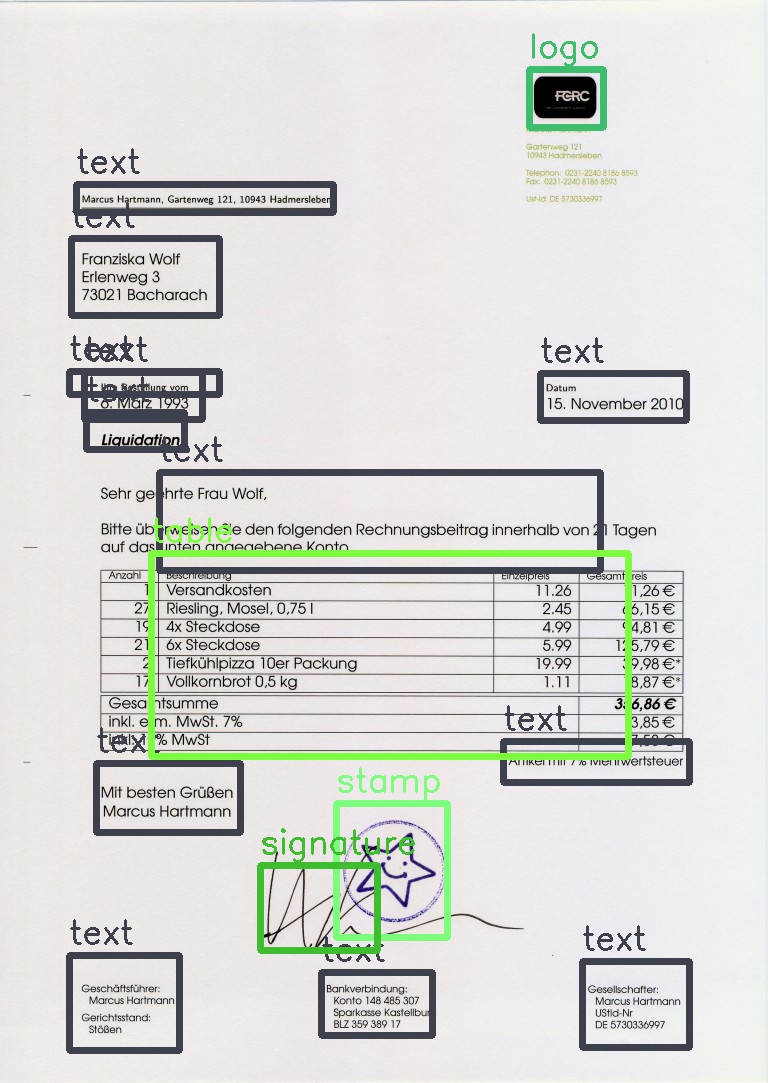 logo
FCRC
Gartenweg 121
10943 Hadmersleben
Telephon: 0231-2240 8186 8593
Fax: 0231-2240 8186 8593
Ust-Id: DE 5730336997
text
Marcus Hartmann, Gartenweg 121, 10943 Hadmersleben
text
Franziska Wolf
Erlenweg 3
73021 Bacharach
text
text
text
Ihre Bestellung vom
6. März 1993
text
Datum
15. November 2010
Liquidation
text
Sehr geehrte Frau Wolf,
Bitte überweisen Sie den folgenden Rechnungsbeitrag innerhalb von 21 Tagen
auf das unten angegebene Konto
table
Anzahl Beschreibung Einzelpreis Gesamtpreis
1 Versandkosten 11.26 11,26 €
27 Riesling, Mosel, 0,75 l 2.45 66,15 €
19 4x Steckdose 4.99 94,81 €
21 6x Steckdose 5.99 125,79 €
2 Tiefkühlpizza 10er Packung 19.99 39,98 €*
17 Vollkornbrot 0,5 kg 1.11 18,87 €*
Gesamtsumme 356,86 €
inkl. erm. MwSt. 7% 3,85 €
% MwSt
text
Artikel mit 7% Mehrwertsteuer
text
Mit besten Grüßen
Marcus Hartmann
stamp
signature
text
Geschäftsführer:
Marcus Hartmann
Gerichtsstand:
Stößen
text
Bankverbindung:
Konto 148 485 307
Sparkasse Kastellbur
BLZ 359 389 17
text
Gesellschafter:
Marcus Hartmann
UStId-Nr
DE 5730336997